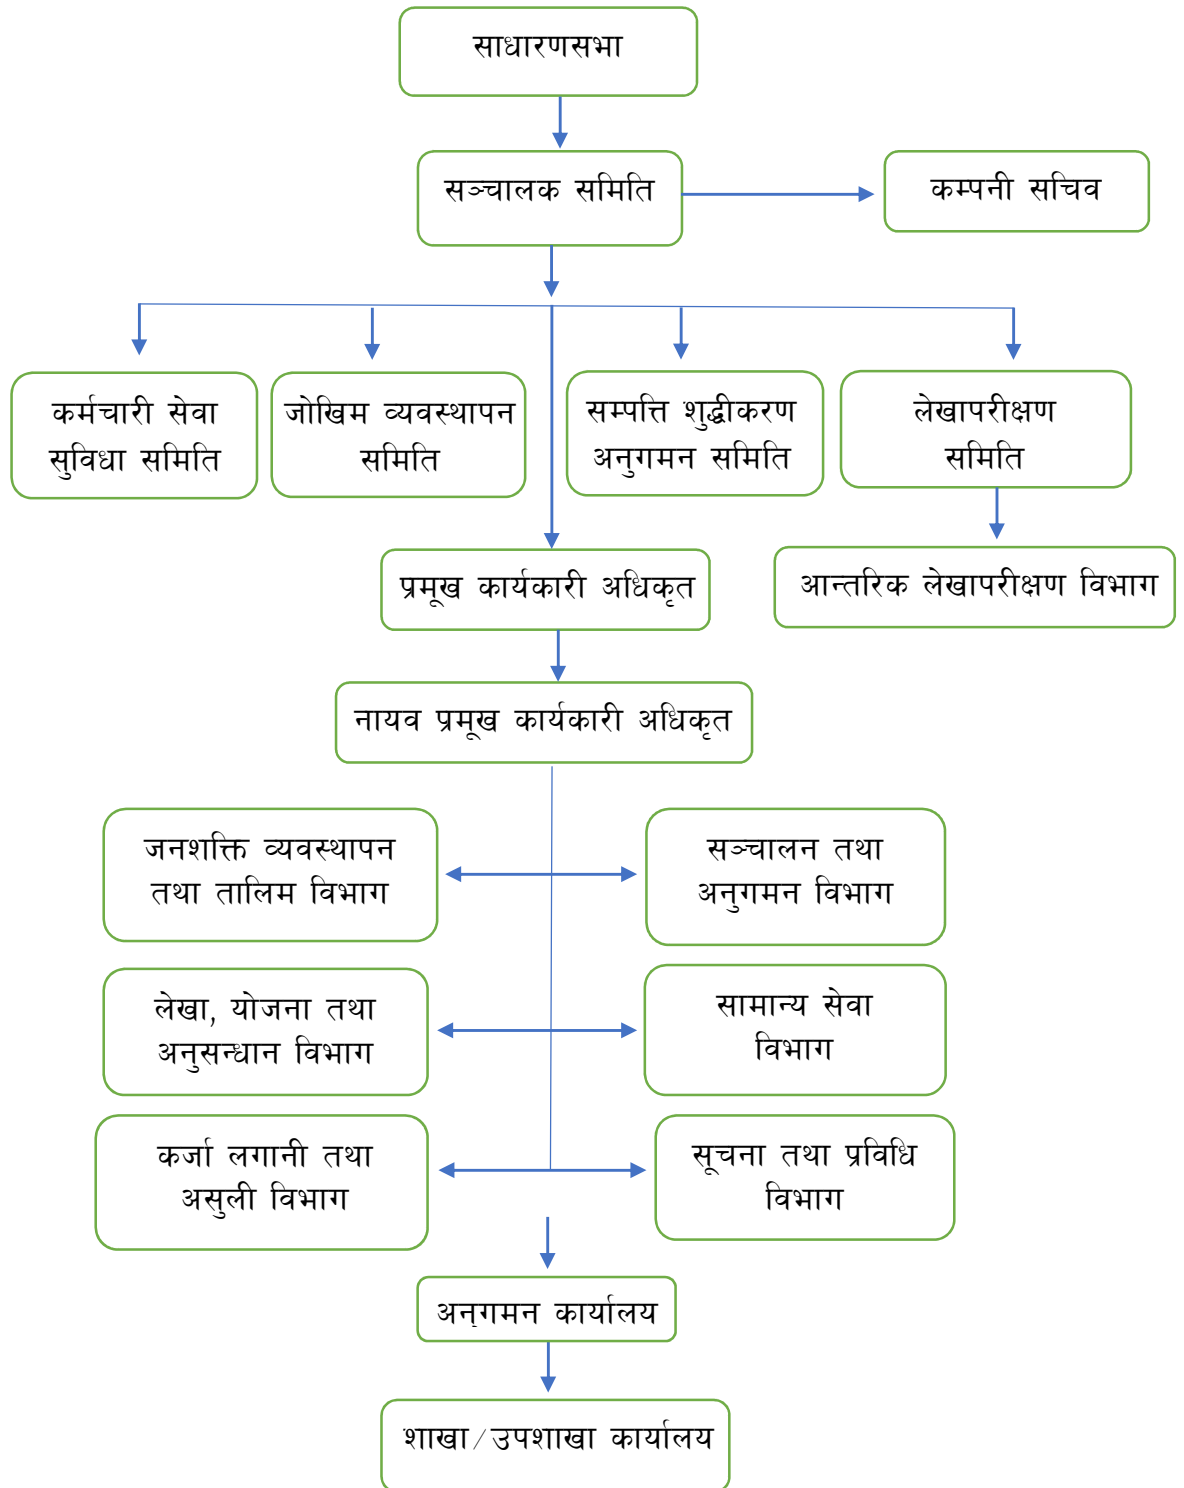 साधारणसभा
सञ्चालक समिति
कम्पनी सचिव
कर्मचारी सेवा
सुविधा समिति
जोखिम व्यवस्थापन
समिति
सम्पत्ति शुद्धीकरण
अनुगमन समिति
लेखापरीक्षण
समिति
प्रमूख कार्यकारी अधिकृत
आन्तरिक लेखापरीक्षण विभाग
नायव प्रमूख कार्यकारी अधिकृत
जनशक्ति व्यवस्थापन
तथा तालिम विभाग
सञ्चालन तथा
अनुगमन विभाग
लेखा, योजना तथा
अनुसन्धान विभाग
सामान्य सेवा
विभाग
कर्जा लगानी तथा
असुली विभाग
सूचना तथा प्रविधि
विभाग
अनुगमन कार्यालय
शाखा/उपशाखा कार्यालय